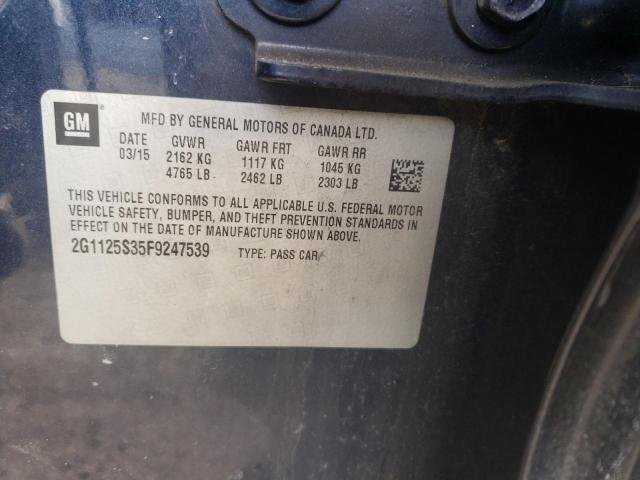 GM®
MFD BY GENERAL MOTORS OF CANADA LTD.
DATE GVWR GAWR FRT GAWR RR
03/15 2162 KG 1117 KG 1045 KG
4765 LB 2462 LB 2303 LB
THIS VEHICLE CONFORMS TO ALL APPLICABLE U.S. FEDERAL MOTOR
VEHICLE SAFETY, BUMPER, AND THEFT PREVENTION STANDARDS IN
EFFECT ON THE DATE OF MANUFACTURE SHOWN ABOVE.
2G1125S35F9247539 TYPE: PASS CAR